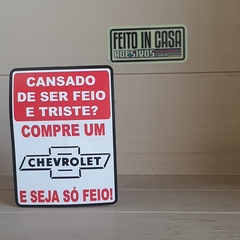 FEITO IN CASA
ADESIVOS
CANSADO
DE SER FEIO
E TRISTE?
COMPRE UM
CHEVROLET
E SEJA SÓ FEIO!